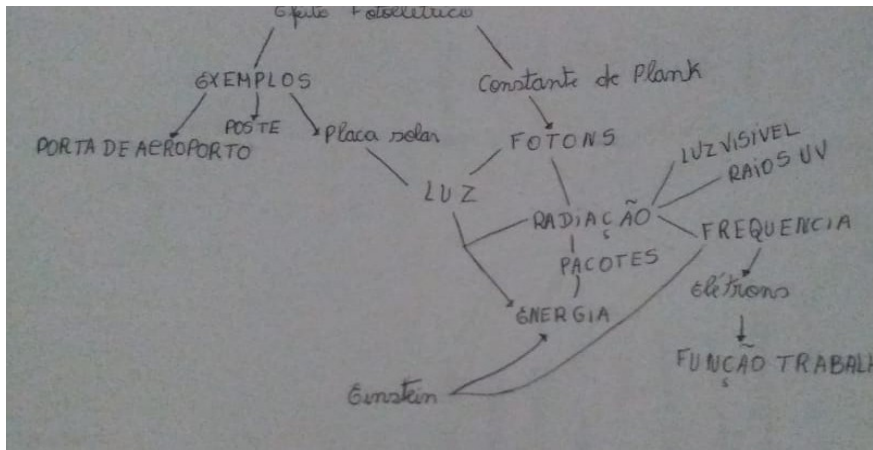 Efeito Fotoelétrico
EXEMPLOS
Constante de Plank
PORTA DE AEROPORTO
POSTE
Placa solar
FOTONS
LUZ VISIVEL
RAIOS UV
LUZ
RADIAÇÃO
FREQUENCIA
PACOTES
Elétrons
ENERGIA
FUNÇÃO TRABALH
Einstein